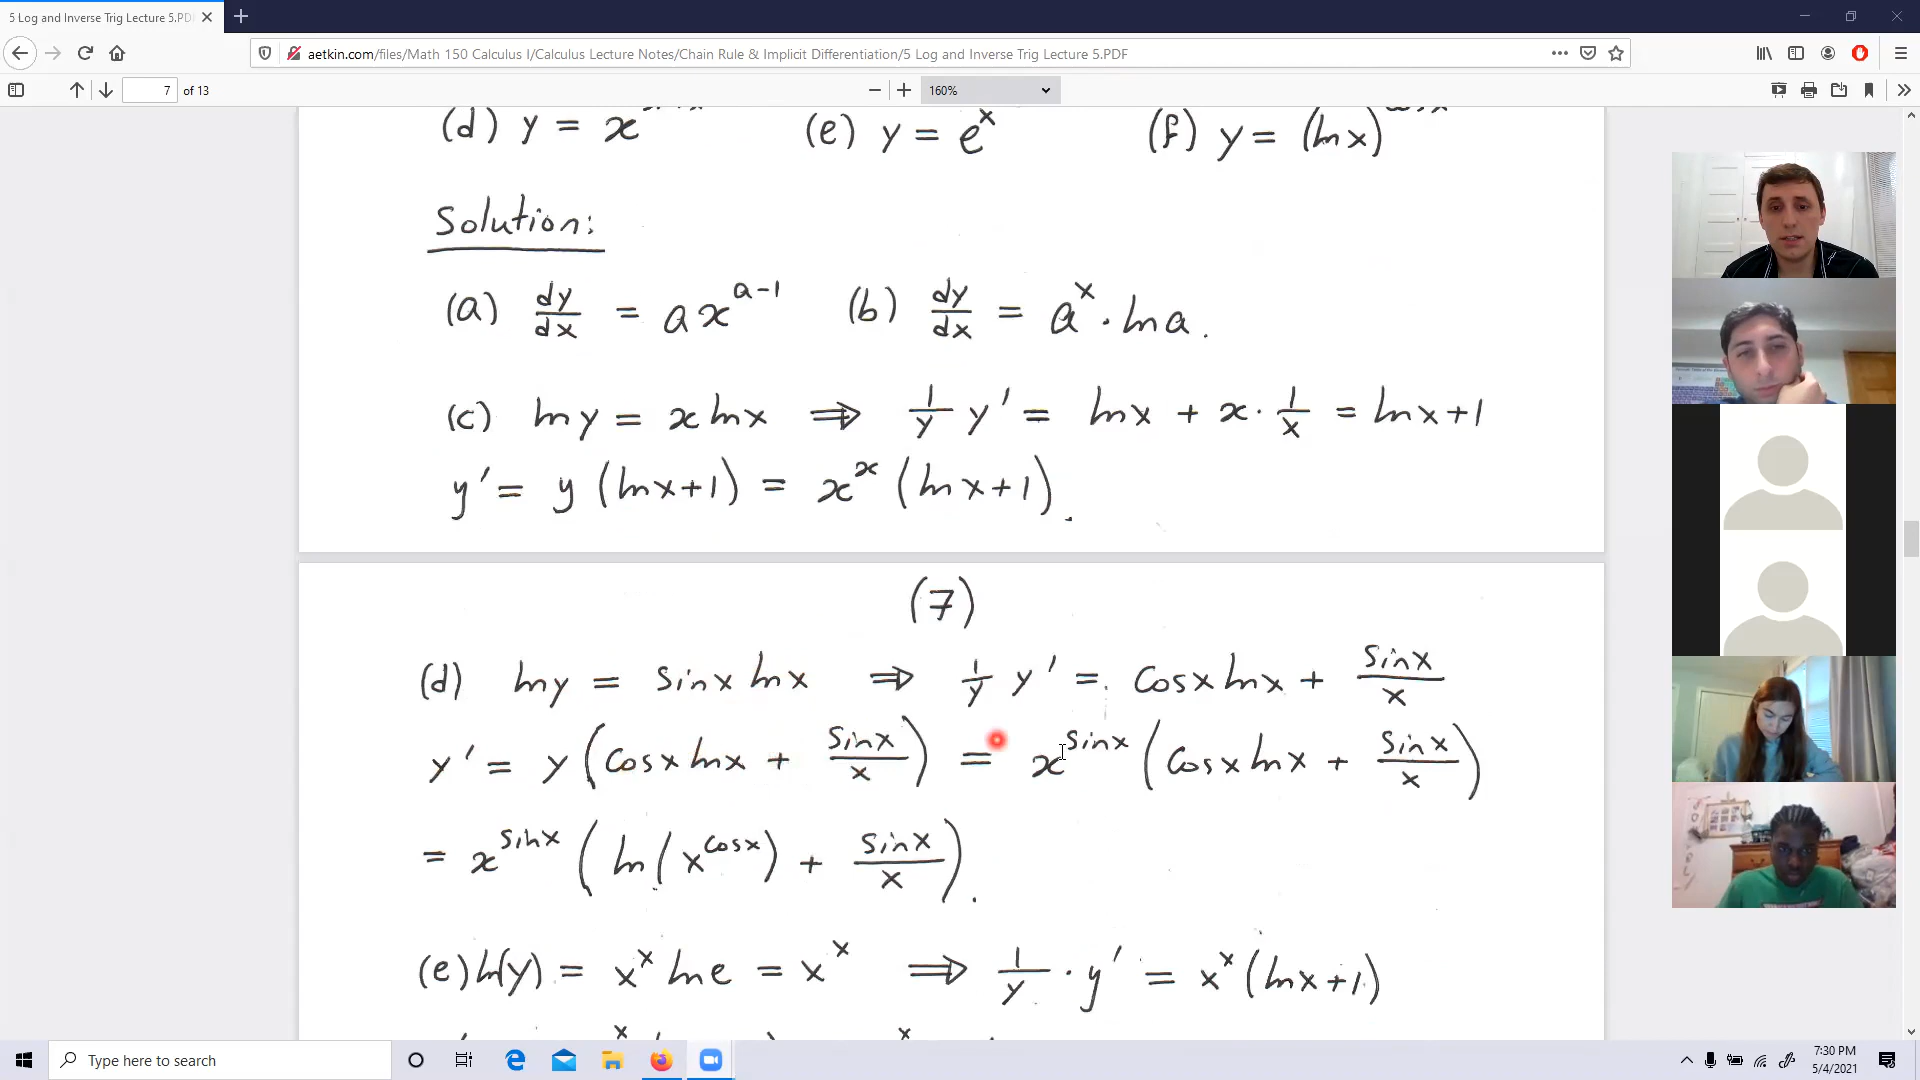 5 Log and Inverse Trig Lecture 5.PDF
aetkin.com/files/Math 150 Calculus I/Calculus Lecture Notes/Chain Rule & Implicit Differentiation/5 Log and Inverse Trig Lecture 5.PDF
7 of 13 160%
(d) y = x (e) y = e^x (f) y = (ln x)^cosx
Solution:
(a) dy/dx = ax^(a-1) (b) dy/dx = a^x · ln a.
(c) ln y = x ln x ⟹ 1/y y' = ln x + x · 1/x = ln x + 1
y' = y (ln x + 1) = x^x (ln x + 1).
(7)
(d) ln y = sin x ln x ⟹ 1/y y' = cos x ln x + sin x/x
y' = y (cos x ln x + sin x/x) = x^sin x (cos x ln x + sin x/x)
= x^sin x (ln(x^cos x) + sin x/x).
(e) ln(y) = x^x ln e = x^x ⟹ 1/y · y' = x^x (ln x + 1)
Type here to search
7:30 PM
5/4/2021